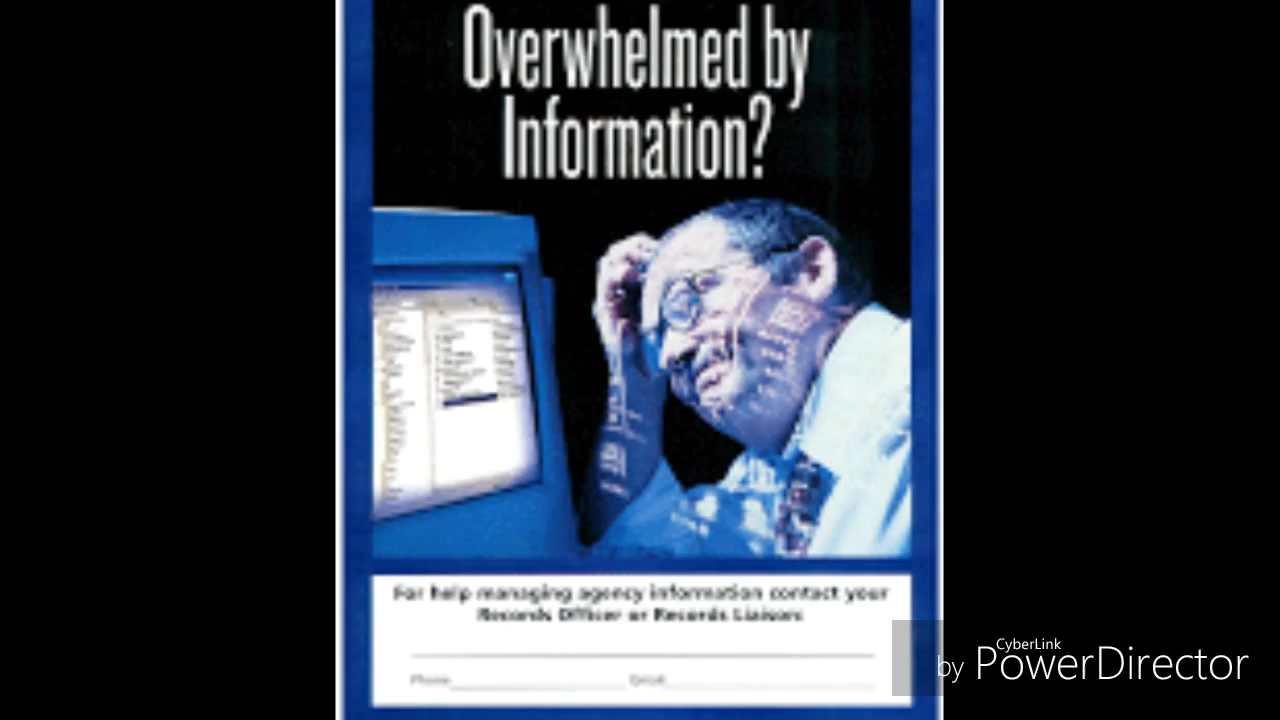 Overwhelmed by
Information?
For help managing agency information contact your
Records Officer or Records Liaison:
Phone Email
CyberLink
by PowerDirector